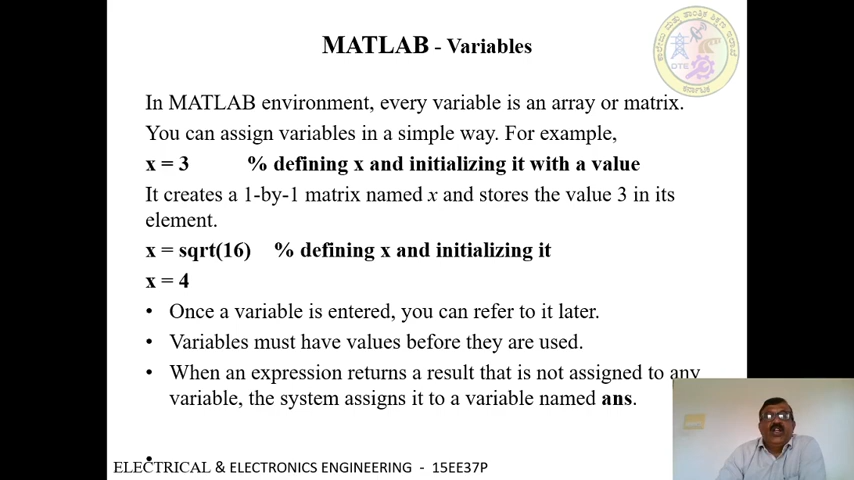 MATLAB - Variables
In MATLAB environment, every variable is an array or matrix.
You can assign variables in a simple way. For example,
x = 3 % defining x and initializing it with a value
It creates a 1-by-1 matrix named x and stores the value 3 in its
element.
x = sqrt(16) % defining x and initializing it
x = 4
• Once a variable is entered, you can refer to it later.
• Variables must have values before they are used.
• When an expression returns a result that is not assigned to any
variable, the system assigns it to a variable named ans.
•
ELECTRICAL & ELECTRONICS ENGINEERING - 15EE37P
DTE